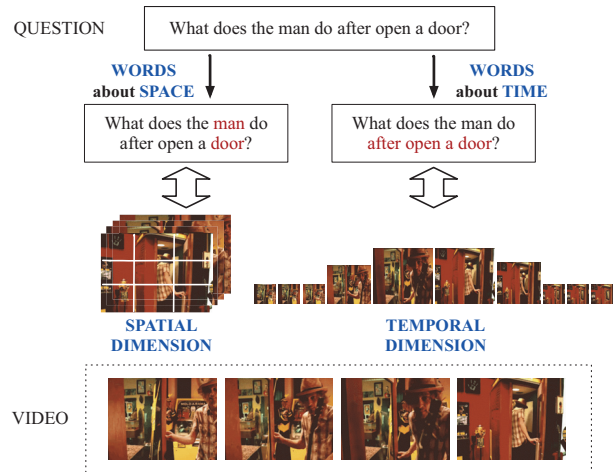 QUESTION
What does the man do after open a door?
WORDS
about SPACE
WORDS
about TIME
What does the man do
after open a door?
What does the man do
after open a door?
SPATIAL
DIMENSION
TEMPORAL
DIMENSION
VIDEO